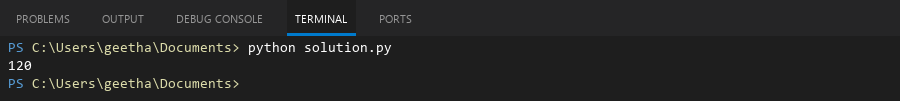 PROBLEMS OUTPUT DEBUG CONSOLE TERMINAL PORTS
PS C:\Users\geetha\Documents> python solution.py
120
PS C:\Users\geetha\Documents>